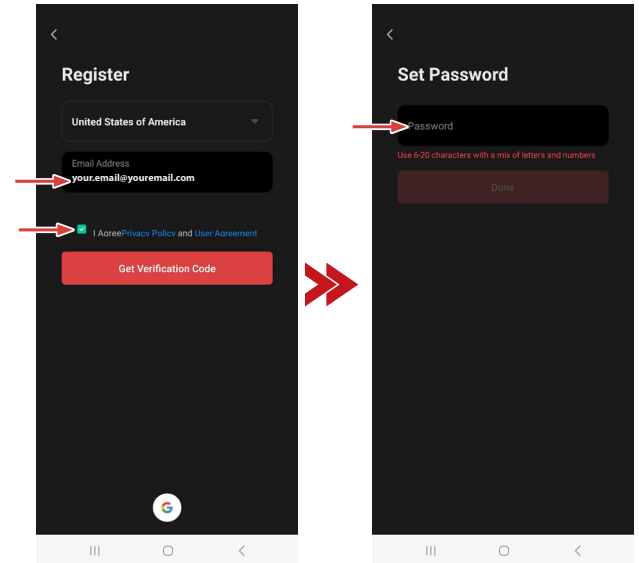 Register
United States of America
Email Address
your.email@youremail.com
I AgreePrivacy Policy and User Agreement
Get Verification Code
G
Set Password
Password
Use 6-20 characters with a mix of letters and numbers
Done